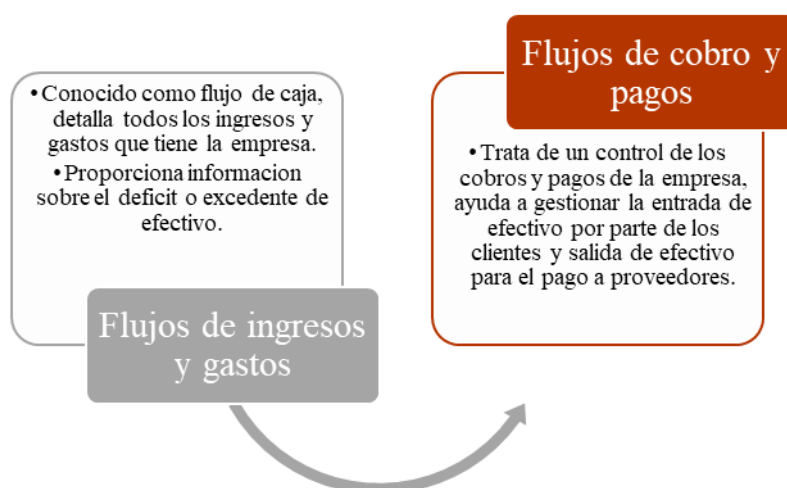 • Conocido como flujo de caja,
detalla todos los ingresos y
gastos que tiene la empresa.
• Proporciona informacion
sobre el deficit o excedente de
efectivo.
Flujos de ingresos
y gastos
Flujos de cobro y
pagos
• Trata de un control de los
cobros y pagos de la empresa,
ayuda a gestionar la entrada de
efectivo por parte de los
clientes y salida de efectivo
para el pago a proveedores.